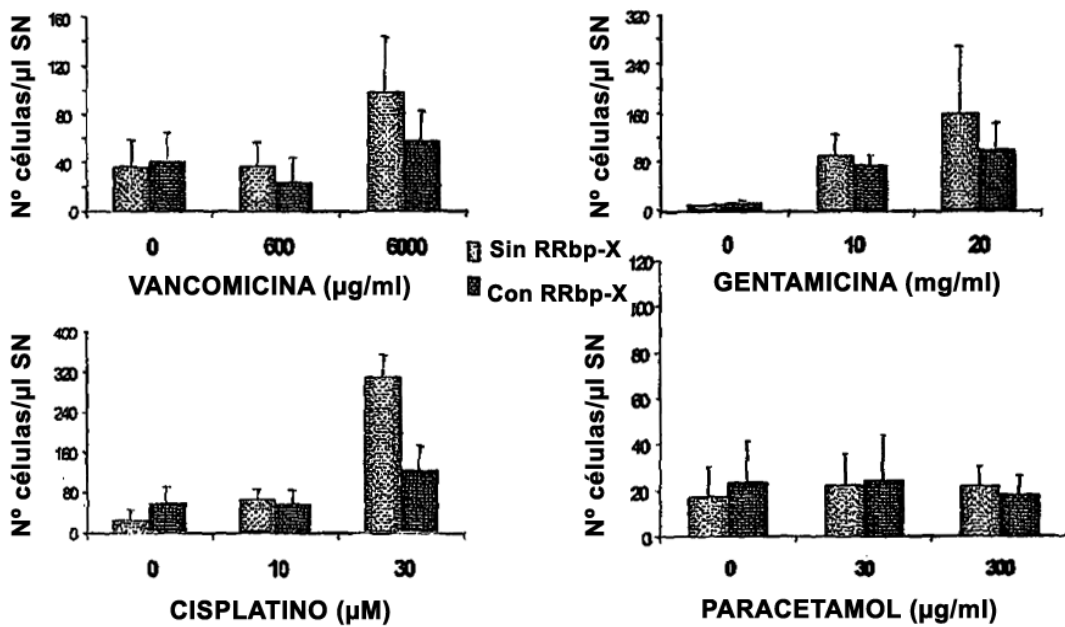 Nº células/µl SN
160
120
80
40
0
0 600 6000
VANCOMICINA (µg/ml)
Nº células/µl SN
320
240
160
80
0
0 10 20
GENTAMICINA (mg/ml)
Sin RRbp-X
Con RRbp-X
Nº células/µl SN
400
320
240
160
80
0
0 10 30
CISPLATINO (µM)
Nº células/µl SN
120
100
80
60
40
20
0
0 30 300
PARACETAMOL (µg/ml)